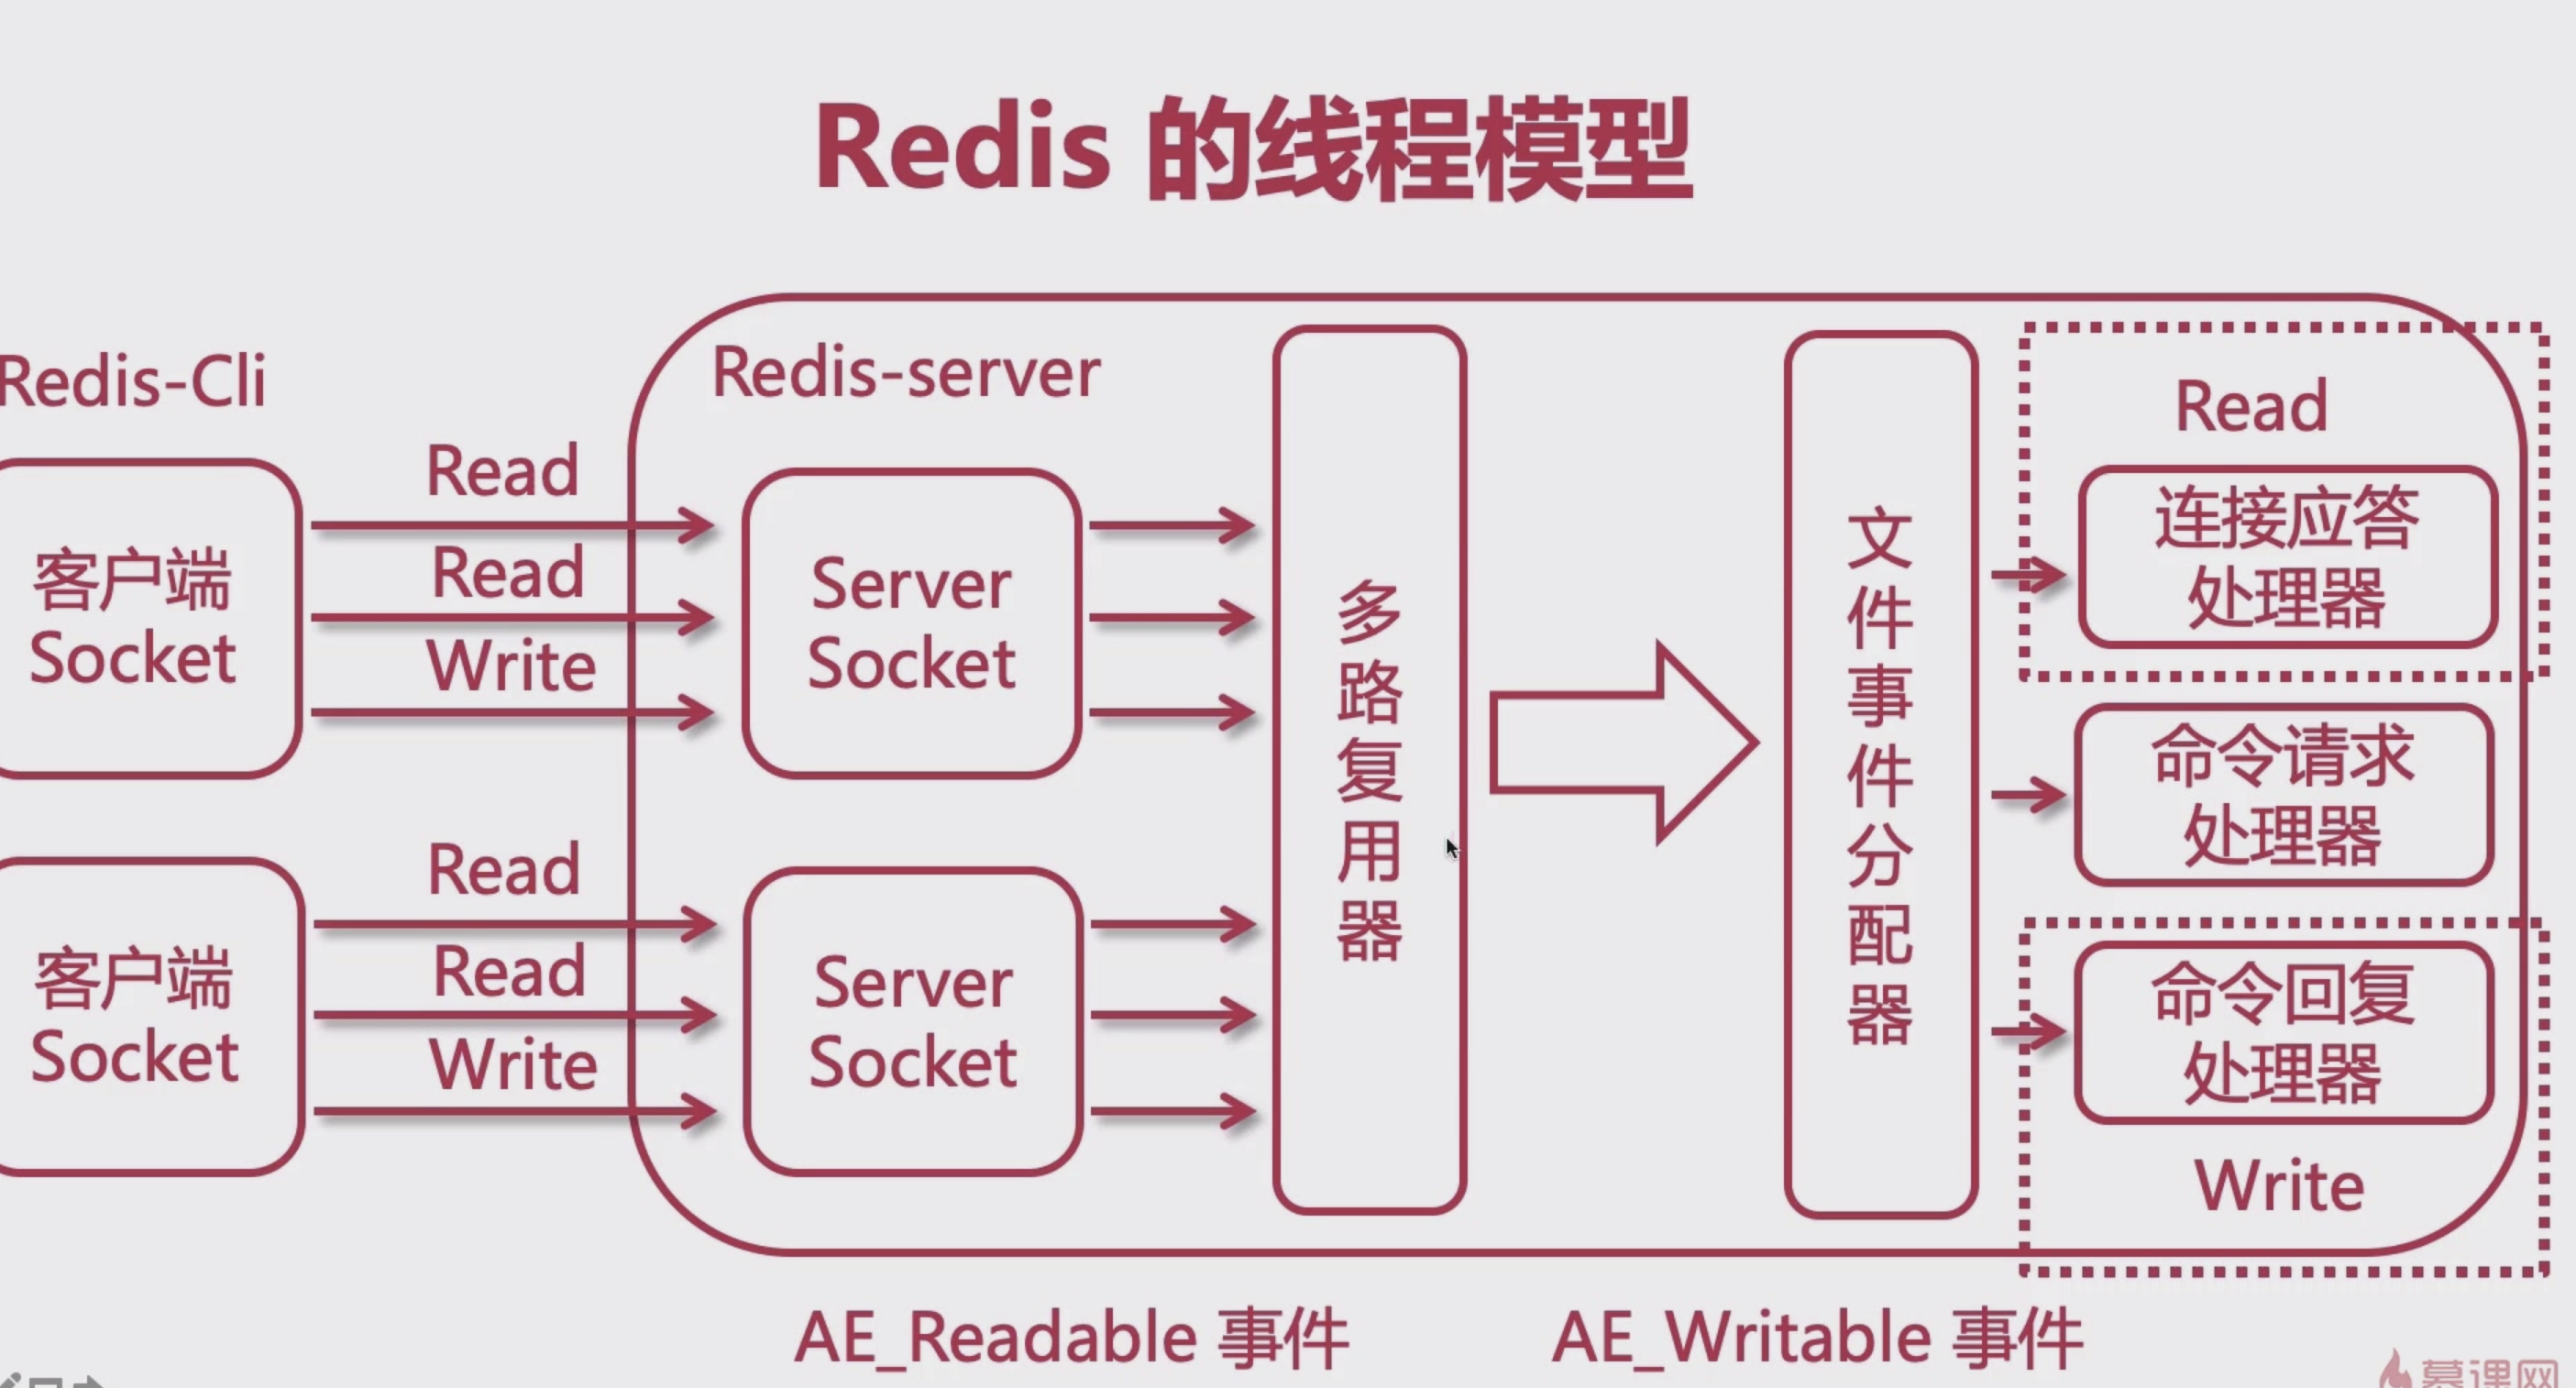 Redis 的线程模型
Redis-Cli
Redis-server
Read
Read
Write
客户端
Socket
Server
Socket
Read
Read
Write
客户端
Socket
Server
Socket
多路复用器
文件事件分配器
Read
连接应答
处理器
命令请求
处理器
命令回复
处理器
Write
AE_Readable 事件
AE_Writable 事件
慕课网